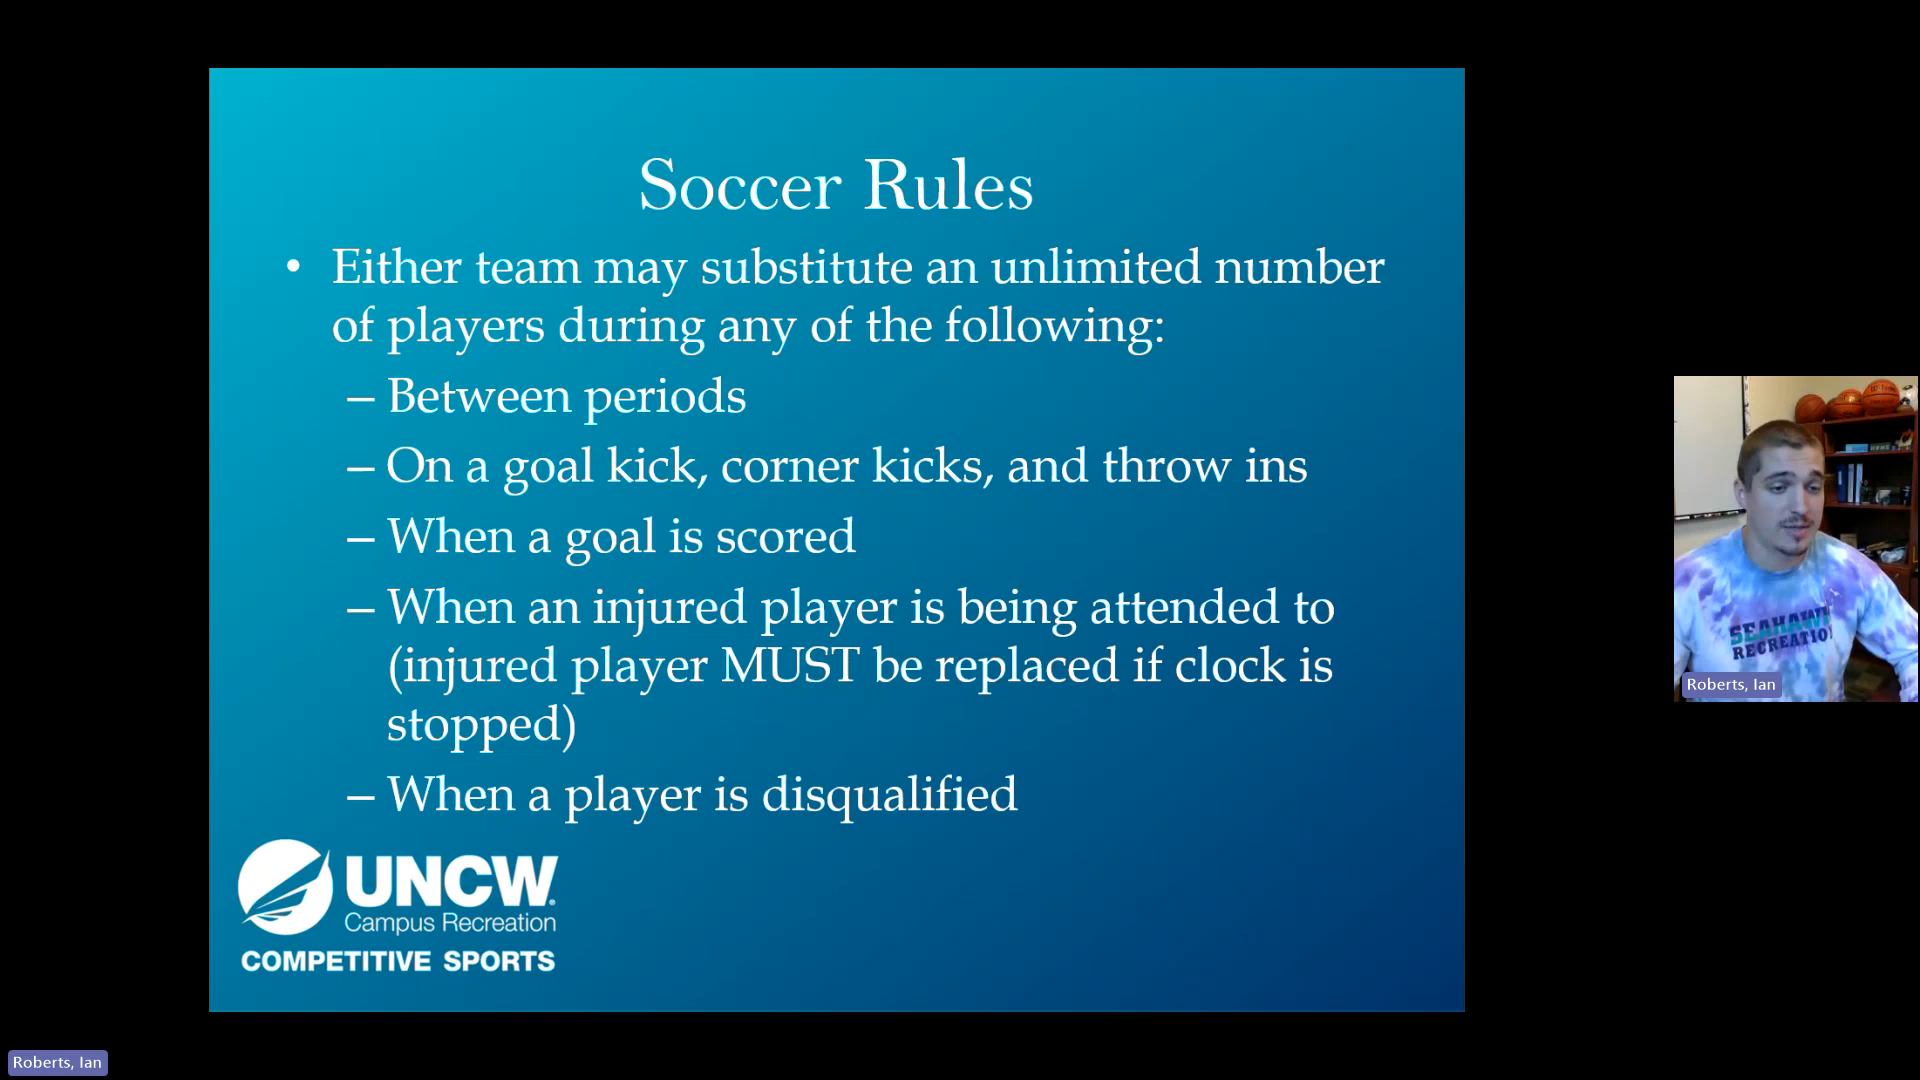 Soccer Rules
• Either team may substitute an unlimited number
of players during any of the following:
– Between periods
– On a goal kick, corner kicks, and throw ins
– When a goal is scored
– When an injured player is being attended to
(injured player MUST be replaced if clock is
stopped)
– When a player is disqualified
UNCW
Campus Recreation
COMPETITIVE SPORTS
SEAHAWK
RECREATION
Roberts, Ian
Roberts, Ian